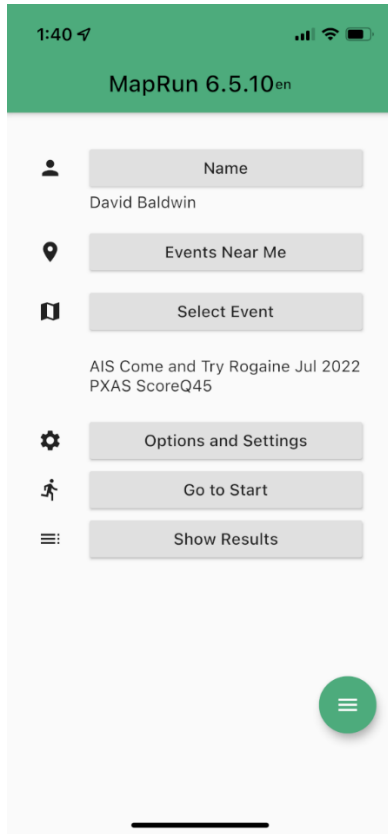 1:40
MapRun 6.5.10en
Name
David Baldwin
Events Near Me
Select Event
AIS Come and Try Rogaine Jul 2022
PXAS ScoreQ45
Options and Settings
Go to Start
Show Results